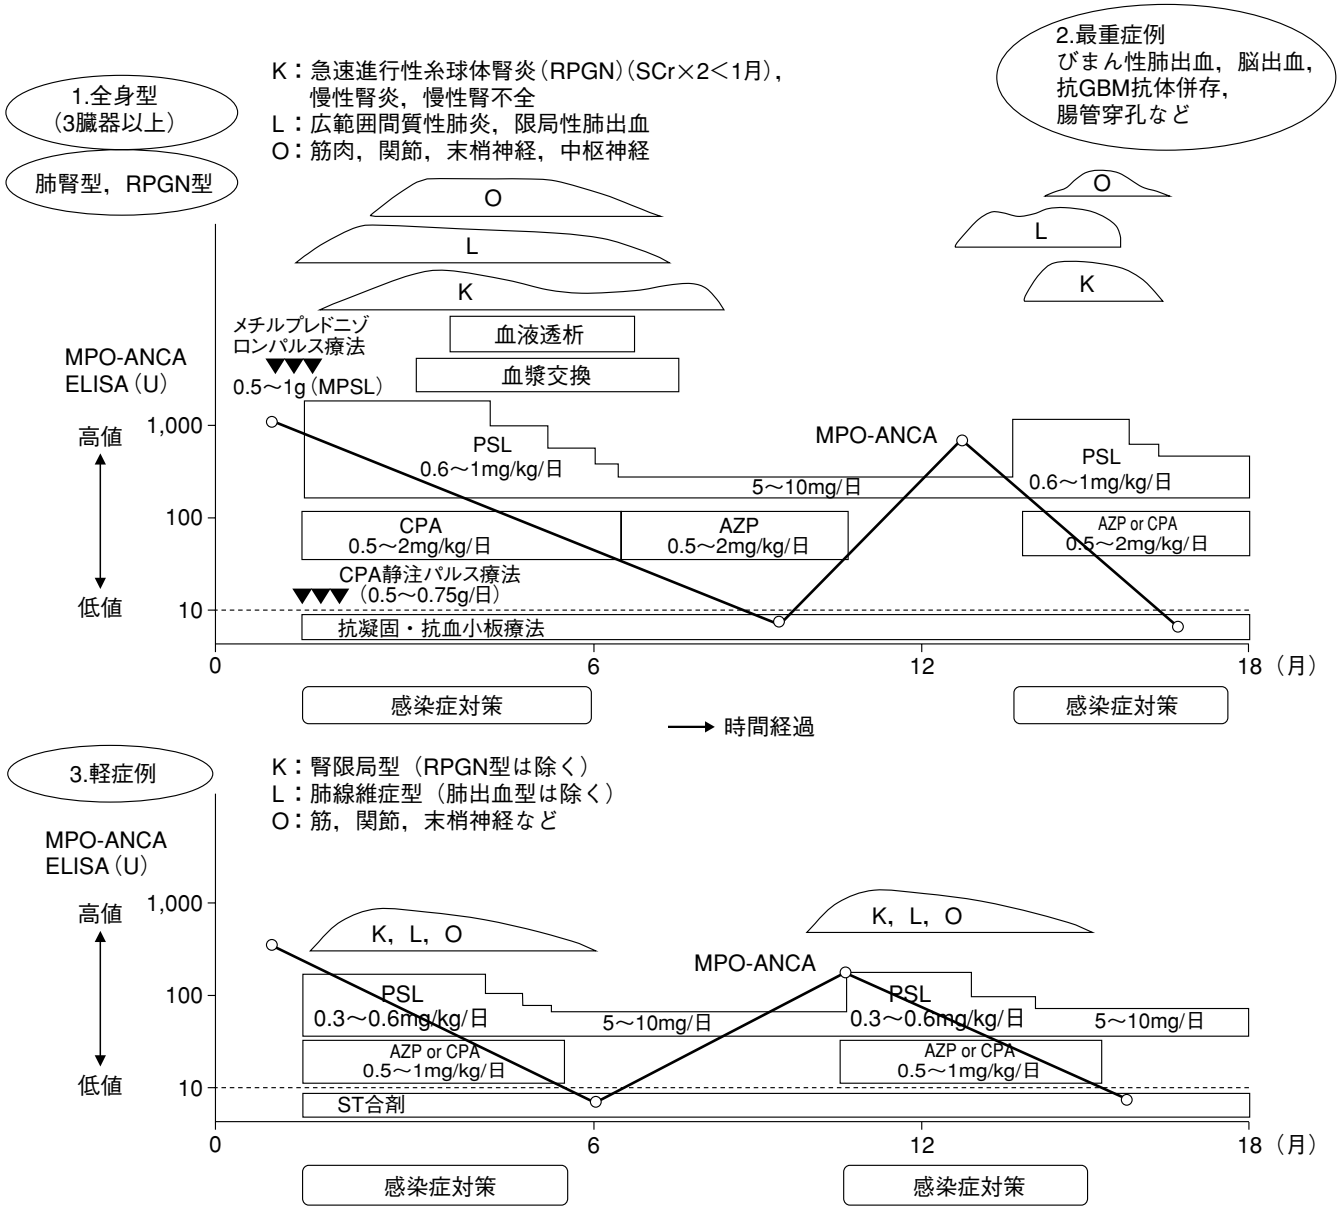 1.全身型
(3臓器以上)
肺腎型，RPGN型
K：急速進行性糸球体腎炎(RPGN)(SCr×2＜1月)，
慢性腎炎，慢性腎不全
L：広範囲間質性肺炎，限局性肺出血
O：筋肉，関節，末梢神経，中枢神経
2.最重症例
びまん性肺出血，脳出血，
抗GBM抗体併存，
腸管穿孔など
O
L
K
O
L
K
メチルプレドニゾ
ロンパルス療法
▼▼▼
0.5〜1g(MPSL)
血液透析
血漿交換
MPO-ANCA
ELISA(U)
高値
低値
1,000
100
10
PSL
0.6〜1mg/kg/日
5〜10mg/日
MPO-ANCA
PSL
0.6〜1mg/kg/日
CPA
0.5〜2mg/kg/日
AZP
0.5〜2mg/kg/日
AZP or CPA
0.5〜2mg/kg/日
CPA静注パルス療法
▼▼▼(0.5〜0.75g/日)
抗凝固・抗血小板療法
0 6 12 18 (月)
感染症対策
感染症対策
→ 時間経過
3.軽症例
K：腎限局型（RPGN型は除く）
L：肺線維症型（肺出血型は除く）
O：筋，関節，末梢神経など
MPO-ANCA
ELISA(U)
高値
低値
1,000
100
10
K，L，O
K，L，O
MPO-ANCA
PSL
0.3〜0.6mg/kg/日
5〜10mg/日
PSL
0.3〜0.6mg/kg/日
5〜10mg/日
AZP or CPA
0.5〜1mg/kg/日
AZP or CPA
0.5〜1mg/kg/日
ST合剤
0 6 12 18 (月)
感染症対策
感染症対策